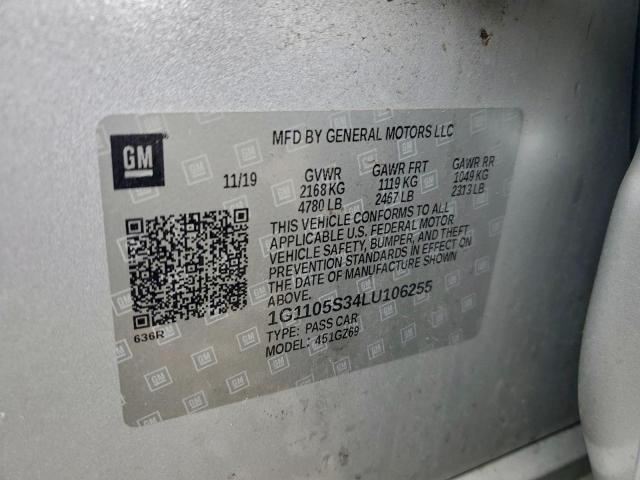 GM
MFD BY GENERAL MOTORS LLC
11/19 GVWR GAWR FRT GAWR RR
2168 KG 1119 KG 1049 KG
4780 LB 2467 LB 2313 LB
THIS VEHICLE CONFORMS TO ALL
APPLICABLE U.S. FEDERAL MOTOR
VEHICLE SAFETY, BUMPER, AND THEFT
PREVENTION STANDARDS IN EFFECT ON
THE DATE OF MANUFACTURE SHOWN
ABOVE.
1G1105S34LU106255
TYPE: PASS CAR
MODEL: 451GZ69
636R